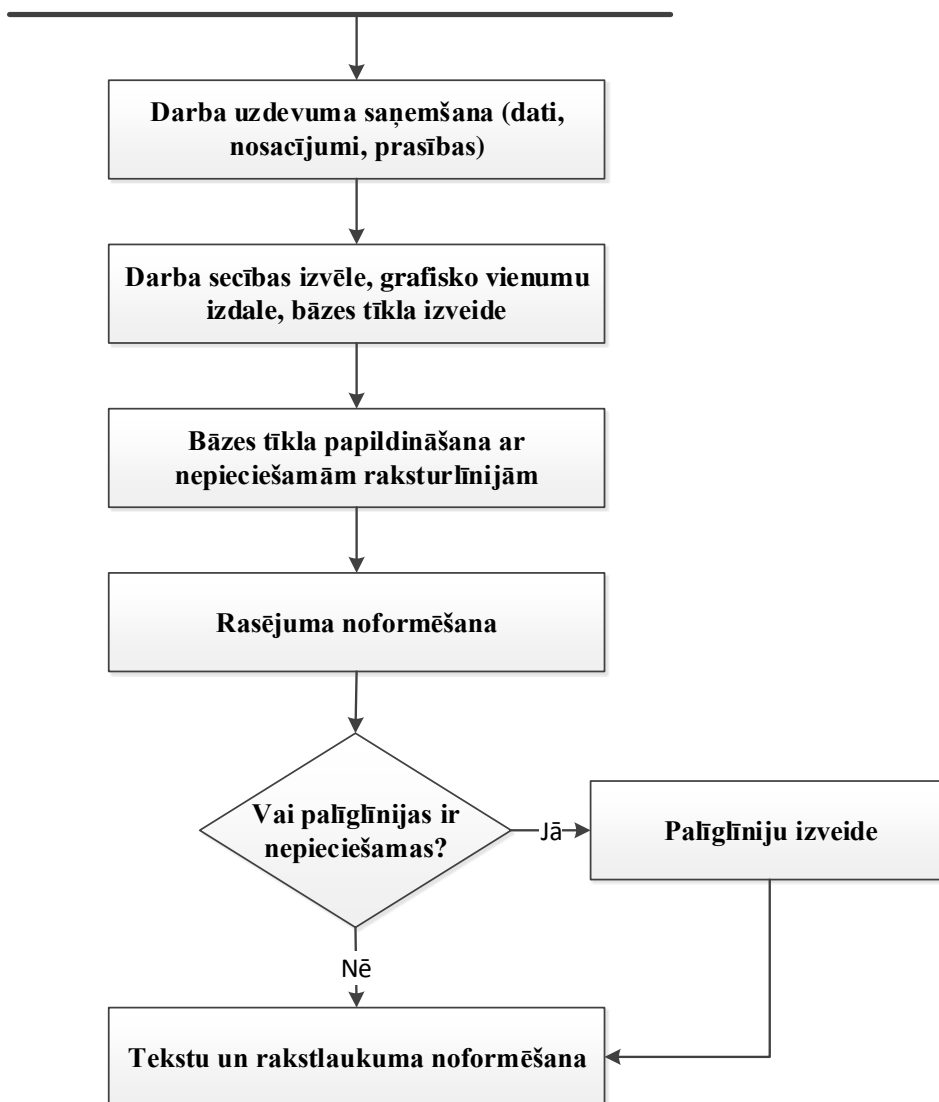 Darba uzdevuma saņemšana (dati,
nosacījumi, prasības)
Darba secības izvēle, grafisko vienumu
izdale, bāzes tīkla izveide
Bāzes tīkla papildināšana ar
nepieciešamām raksturlīnijām
Rasējuma noformēšana
Vai palīglīnijas ir
nepieciešamas?
Jā
Palīglīniju izveide
Nē
Tekstu un rakstlaukuma noformēšana